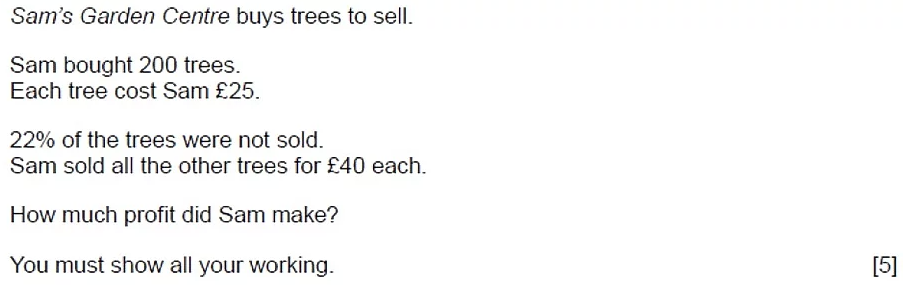 Sam's Garden Centre buys trees to sell.
Sam bought 200 trees.
Each tree cost Sam £25.
22% of the trees were not sold.
Sam sold all the other trees for £40 each.
How much profit did Sam make?
You must show all your working. [5]